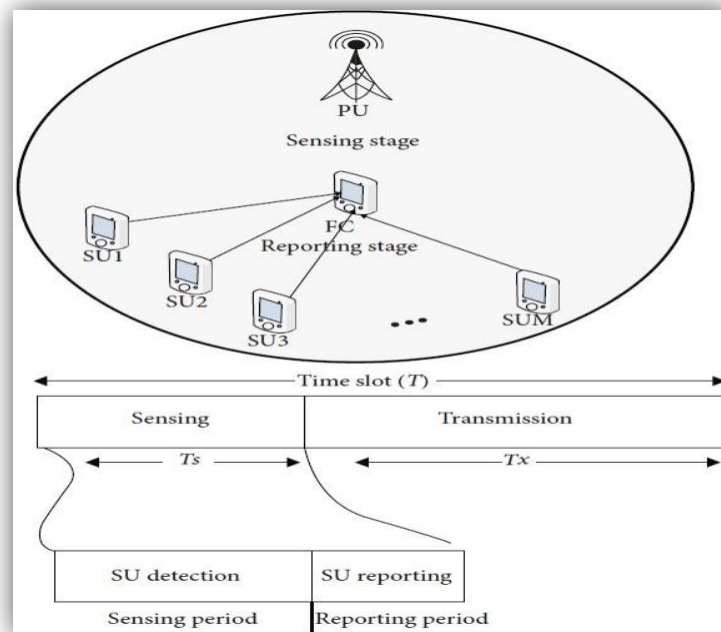 PU
Sensing stage
FC
Reporting stage
SU1
SU2
SU3
SUM
Time slot (T)
Sensing Transmission
Ts Tx
SU detection SU reporting
Sensing period Reporting period